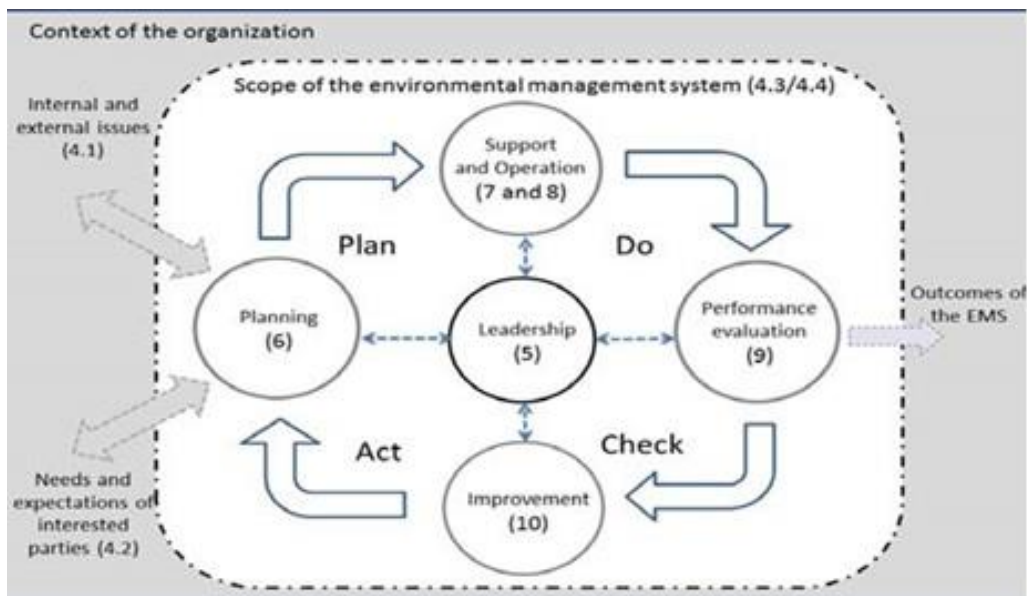 Context of the organization
Scope of the environmental management system (4.3/4.4)
Internal and
external issues
(4.1)
Support
and Operation
(7 and 8)
Plan
Do
Planning
(6)
Leadership
(5)
Performance
evaluation
(9)
Outcomes of
the EMS
Act
Check
Needs and
expectations of
interested
parties (4.2)
Improvement
(10)